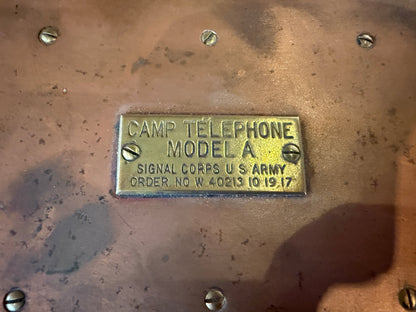 CAMP TELEPHONE
MODEL A
SIGNAL CORPS U S ARMY
ORDER NO W 40213 10 19 17